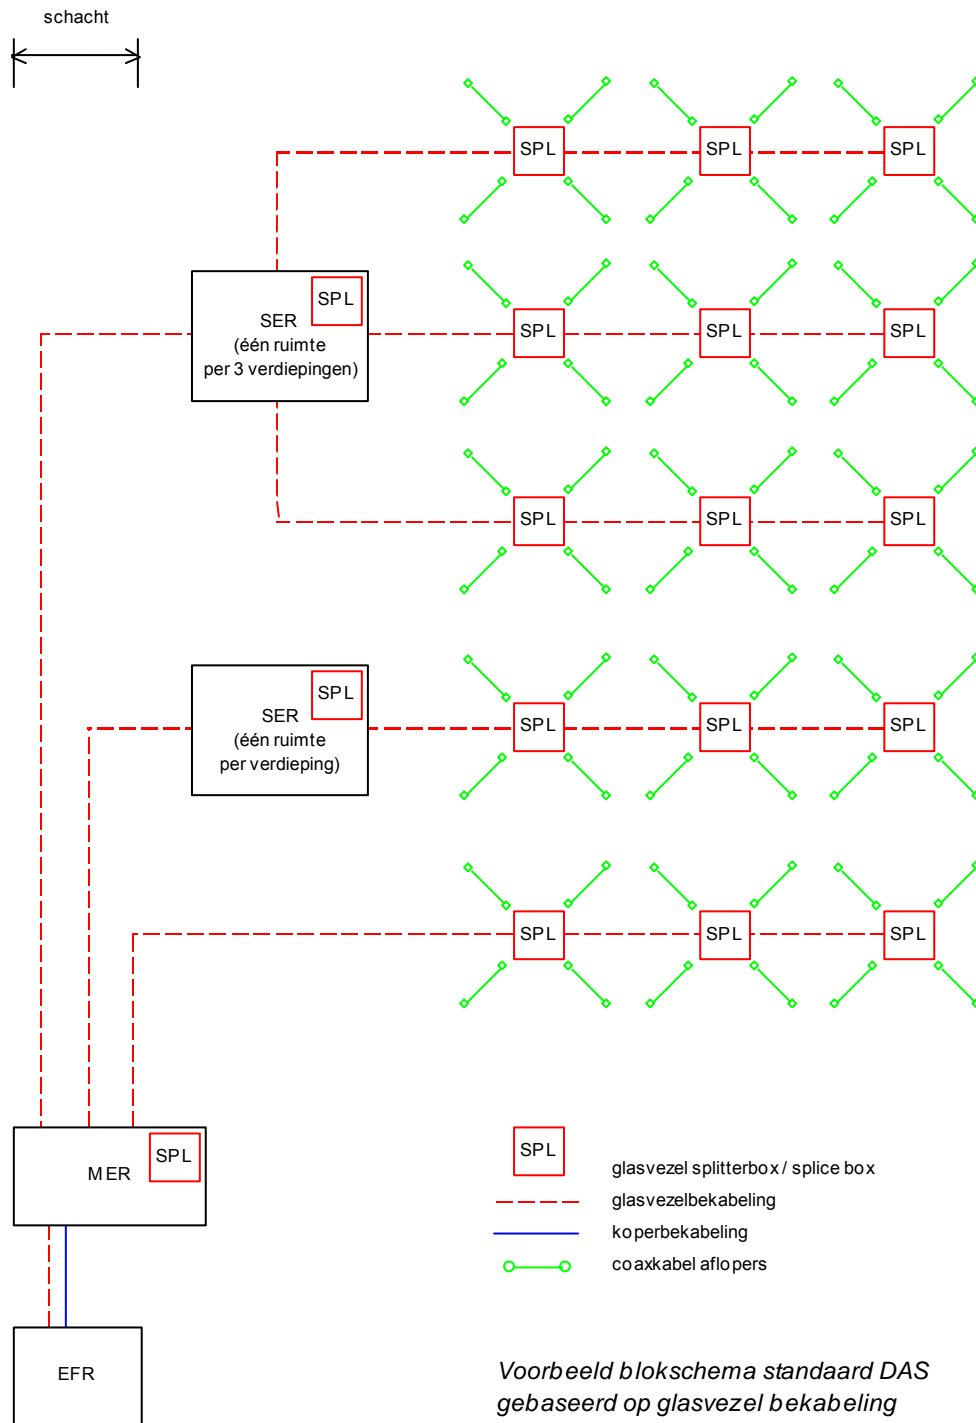 schacht
SPL SPL SPL
SPL
SER
(één ruimte
per 3 verdiepingen)
SPL SPL SPL
SPL SPL SPL
SPL
SER
(één ruimte
per verdieping)
SPL SPL SPL
SPL SPL SPL
SPL
MER
SPL
glasvezel splitterbox / splice box
glasvezelbekabeling
koperbekabeling
coaxkabel aflopers
EFR
Voorbeeld blokschema standaard DAS
gebaseerd op glasvezel bekabeling